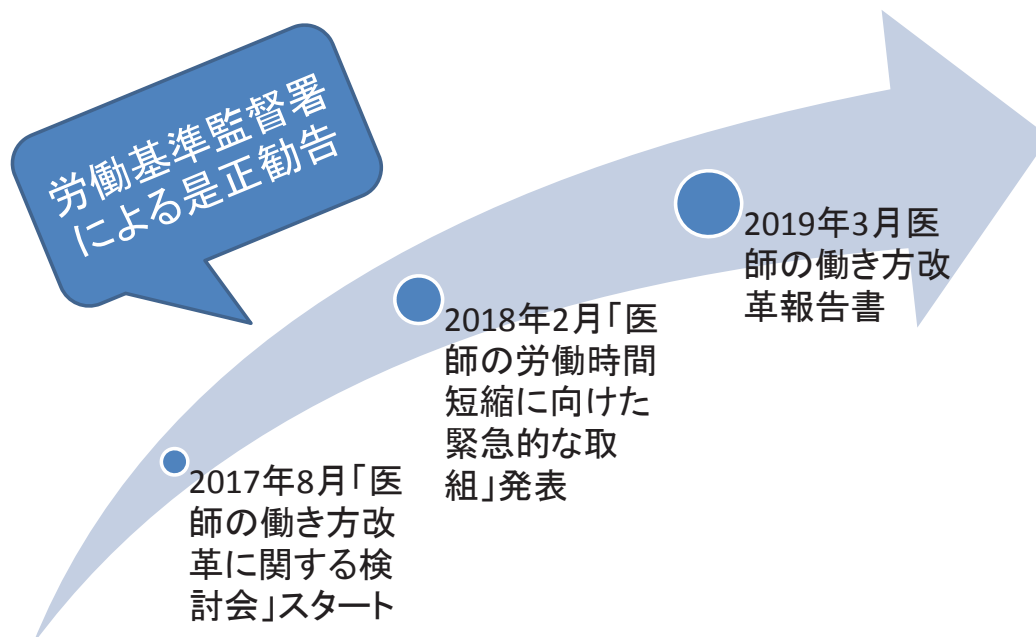 労働基準監督署
による是正勧告
2017年8月「医
師の働き方改
革に関する検
討会」スタート
2018年2月「医
師の労働時間
短縮に向けた
緊急的な取
組」発表
2019年3月医
師の働き方改
革報告書